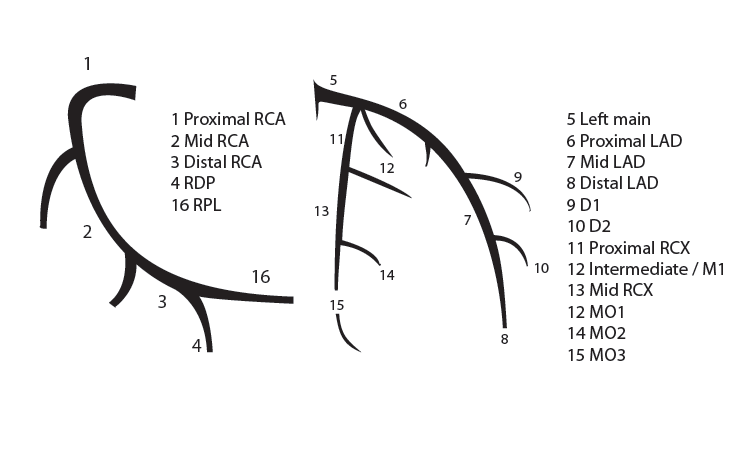 1
2
3
4
16
1 Proximal RCA
2 Mid RCA
3 Distal RCA
4 RDP
16 RPL
5
6
11
12
9
13
7
14
10
15
8
5 Left main
6 Proximal LAD
7 Mid LAD
8 Distal LAD
9 D1
10 D2
11 Proximal RCX
12 Intermediate / M1
13 Mid RCX
12 MO1
14 MO2
15 MO3